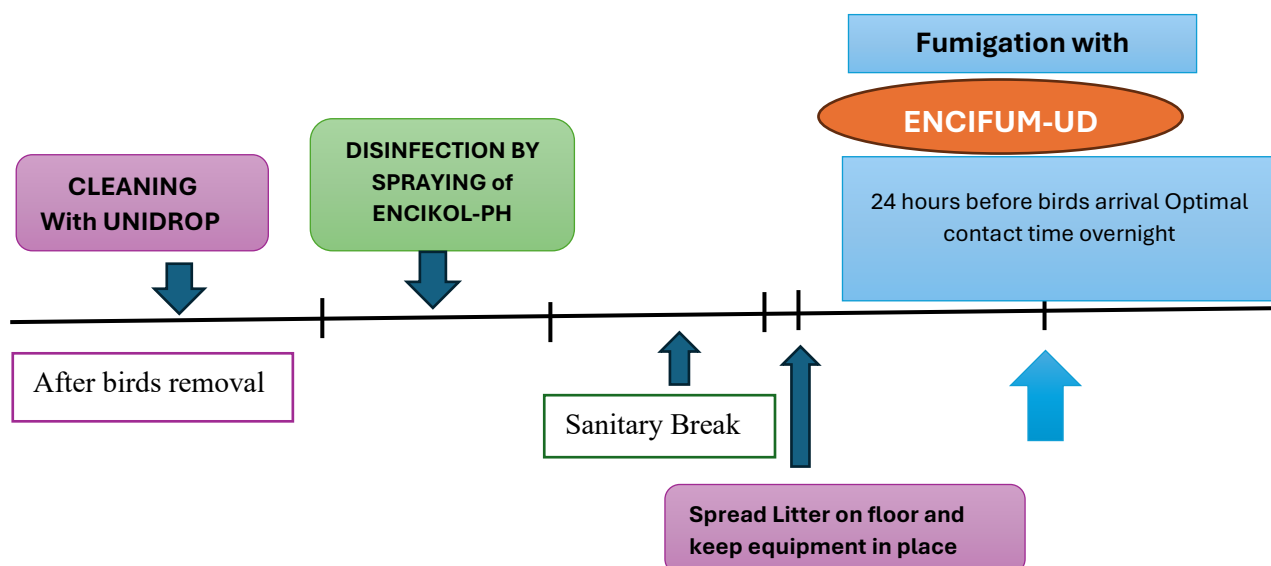 Fumigation with
ENCIFUM-UD
24 hours before birds arrival Optimal
contact time overnight
DISINFECTION BY
SPRAYING of
ENCIKOL-PH
CLEANING
With UNIDROP
After birds removal
Sanitary Break
Spread Litter on floor and
keep equipment in place